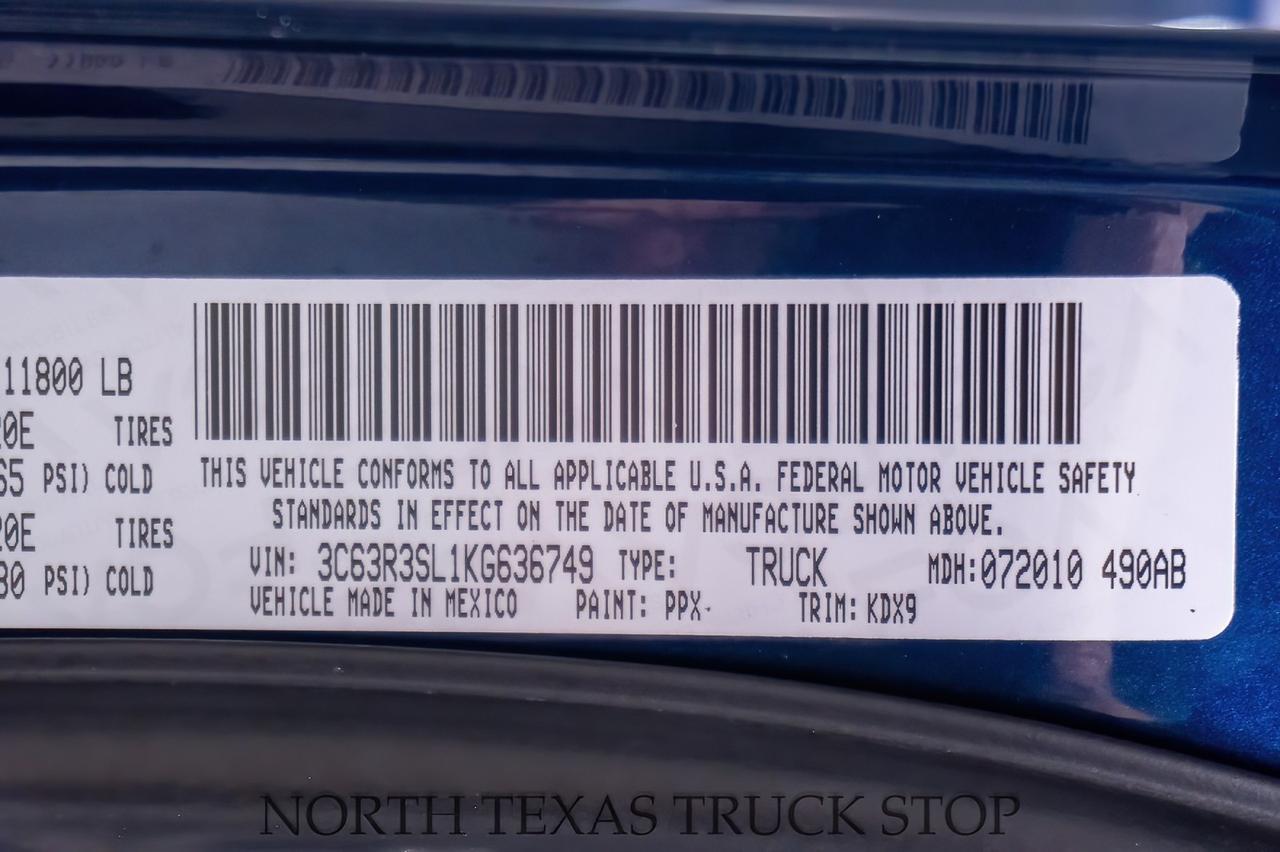 11800 LB
TIRES
PSI) COLD
TIRES
PSI) COLD
THIS VEHICLE CONFORMS TO ALL APPLICABLE U.S.A. FEDERAL MOTOR VEHICLE SAFETY
STANDARDS IN EFFECT ON THE DATE OF MANUFACTURE SHOWN ABOVE.
VIN: 3C63R3SL1KG636749 TYPE: TRUCK MDH:072010 490AB
VEHICLE MADE IN MEXICO PAINT: PPX TRIM: KDX9
NORTH TEXAS TRUCK STOP